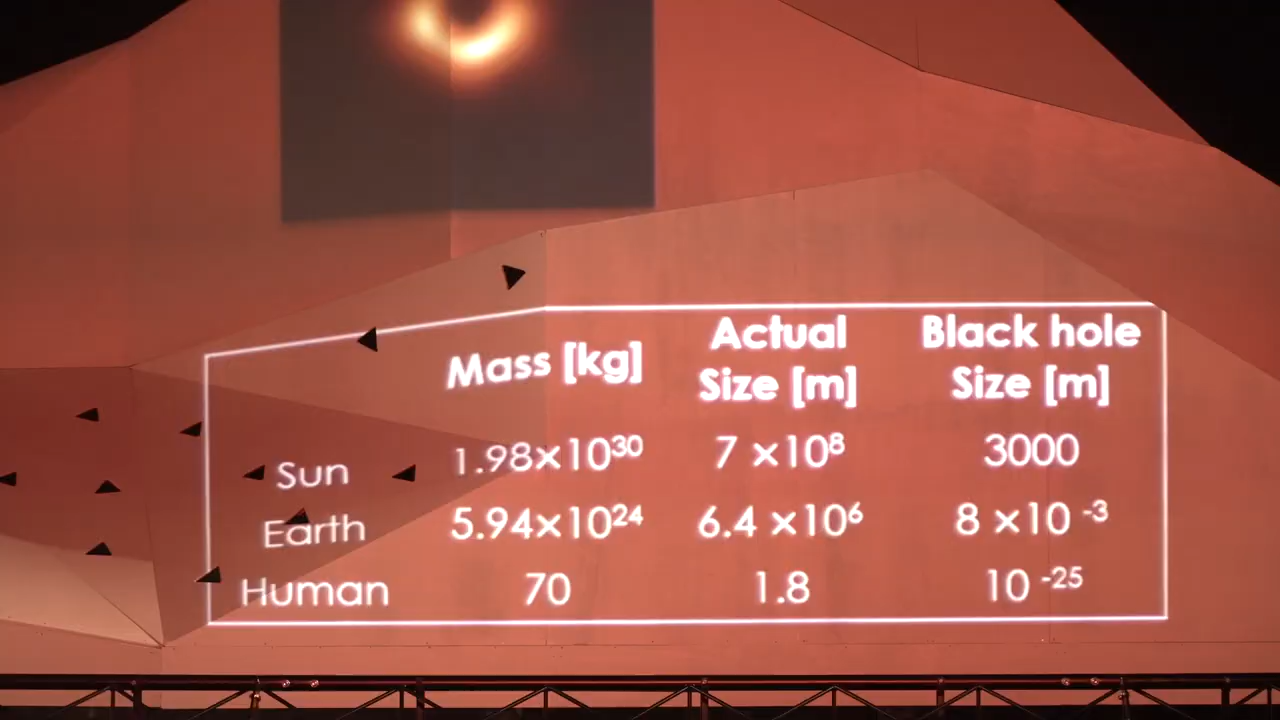 Mass [kg] Actual Size [m] Black hole Size [m]
Sun 1.98×10³⁰ 7 ×10⁸ 3000
Earth 5.94×10²⁴ 6.4 ×10⁶ 8 ×10 ⁻³
Human 70 1.8 10 ⁻²⁵